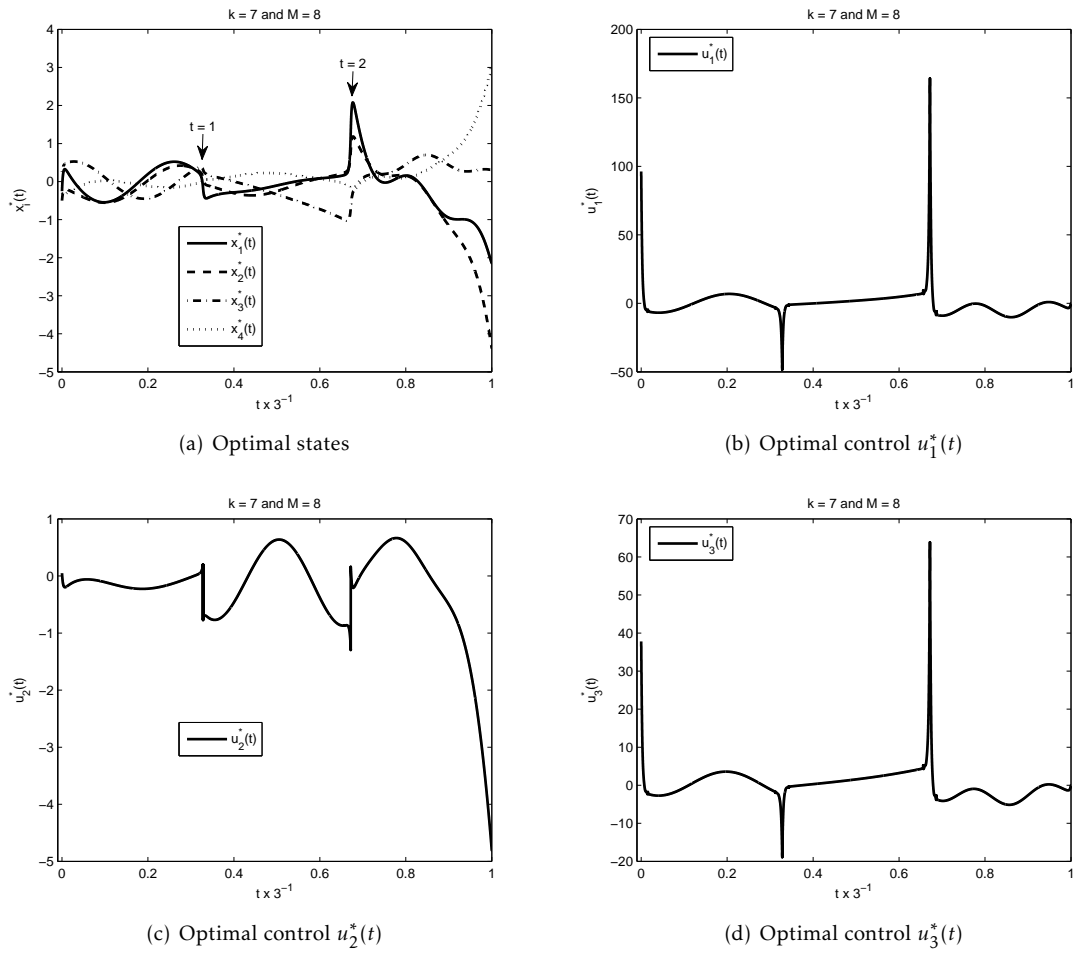 k = 7 and M = 8
4
3
2
1
0
−1
−2
−3
−4
−5
x*1(t)
t = 1
t = 2
x*1(t)
x*2(t)
x*3(t)
x*4(t)
0 0.2 0.4 0.6 0.8 1
t x 3−1
(a) Optimal states
k = 7 and M = 8
200
150
100
50
0
−50
u*1(t)
u*1(t)
0 0.2 0.4 0.6 0.8 1
t x 3−1
(b) Optimal control u*1(t)
k = 7 and M = 8
1
0
−1
−2
−3
−4
−5
u*2(t)
u*2(t)
0 0.2 0.4 0.6 0.8 1
t x 3−1
(c) Optimal control u*2(t)
k = 7 and M = 8
70
60
50
40
30
20
10
0
−10
−20
u*3(t)
u*3(t)
0 0.2 0.4 0.6 0.8 1
t x 3−1
(d) Optimal control u*3(t)